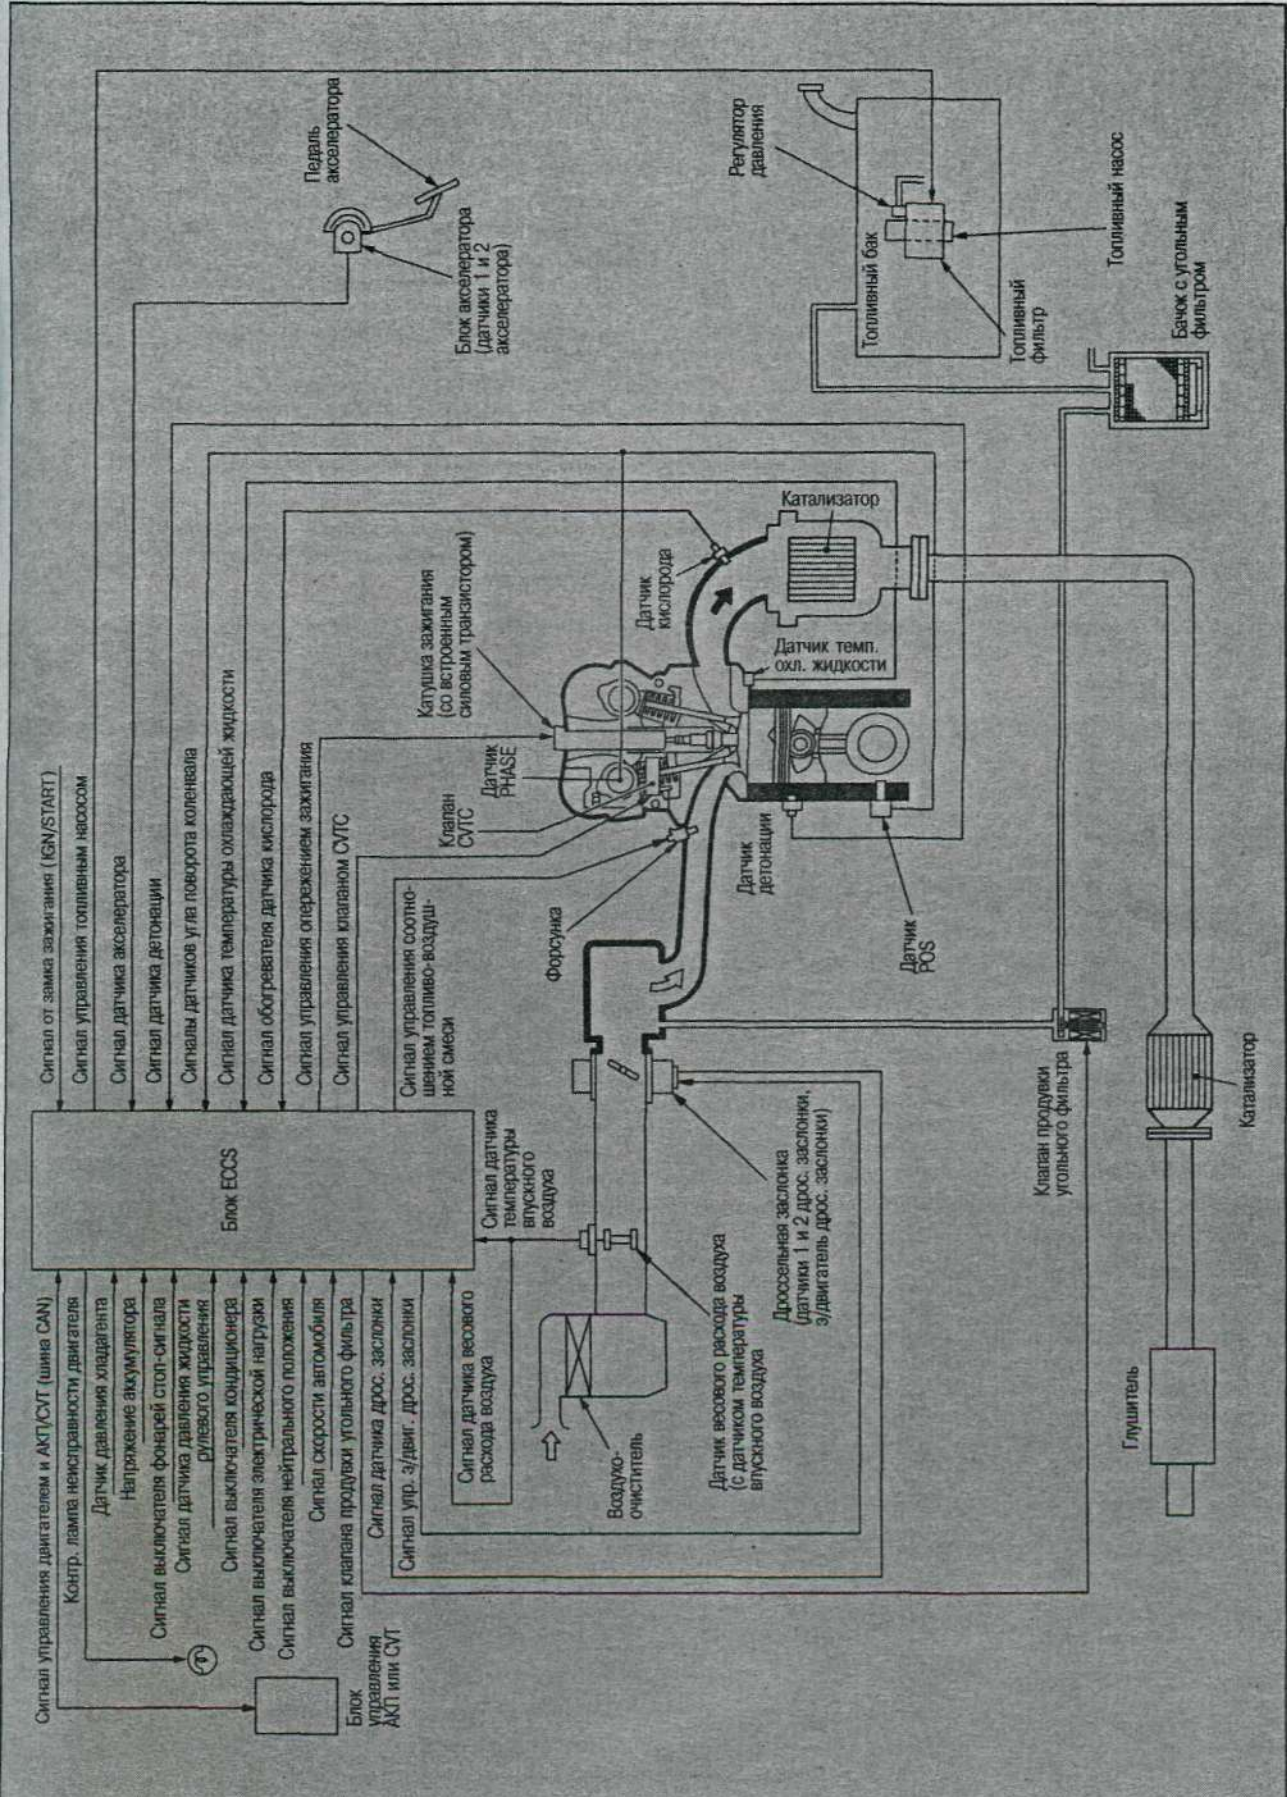 Сигнал управления двигателем и АКП/CVT (шина CAN)
Контр. лампа неисправности двигателя
Датчик давления хладагента
Напряжение аккумулятора
Сигнал выключателя фонарей стоп-сигнала
Сигнал датчика давления жидкости
рулевого управления
Сигнал выключателя кондиционера
Сигнал выключателя электрической нагрузки
Сигнал выключателя нейтрального положения
Сигнал скорости автомобиля
Сигнал клапана продувки угольного фильтра
Сигнал датчика дрос. заслонки
Сигнал упр. э/двиг. дрос. заслонки
Блок
управления
АКП или CVT
Сигнал датчика весового
расхода воздуха
Блок ECCS
Сигнал от замка зажигания (IGN/START)
Сигнал управления топливным насосом
Сигнал датчика акселератора
Сигнал датчика детонации
Сигналы датчиков угла поворота коленвала
Сигнал датчика температуры охлаждающей жидкости
Сигнал обогревателя датчика кислорода
Сигнал управления опережением зажигания
Сигнал управления клапаном CVTC
Сигнал управления соотно-
шением топливо-воздуш-
ной смеси
Сигнал датчика
температуры
впускного
воздуха
Педаль
акселератора
Блок акселератора
(датчики 1 и 2
акселератора)
Катушка зажигания
(со встроенным
силовым транзистором)
Датчик
PHASE
Клапан
CVTC
Форсунка
Датчик
кислорода
Катализатор
Датчик темп.
охл. жидкости
Датчик
детонации
Датчик
POS
Регулятор
давления
Топливный бак
Топливный
фильтр
Топливный насос
Бачок с угольным
фильтром
Воздухо-
очиститель
Датчик весового расхода воздуха
(с датчиком температуры
впускного воздуха
Дроссельная заслонка
(датчики 1 и 2 дрос. заслонки,
э/двигатель дрос. заслонки)
Клапан продувки
угольного фильтра
Катализатор
Глушитель